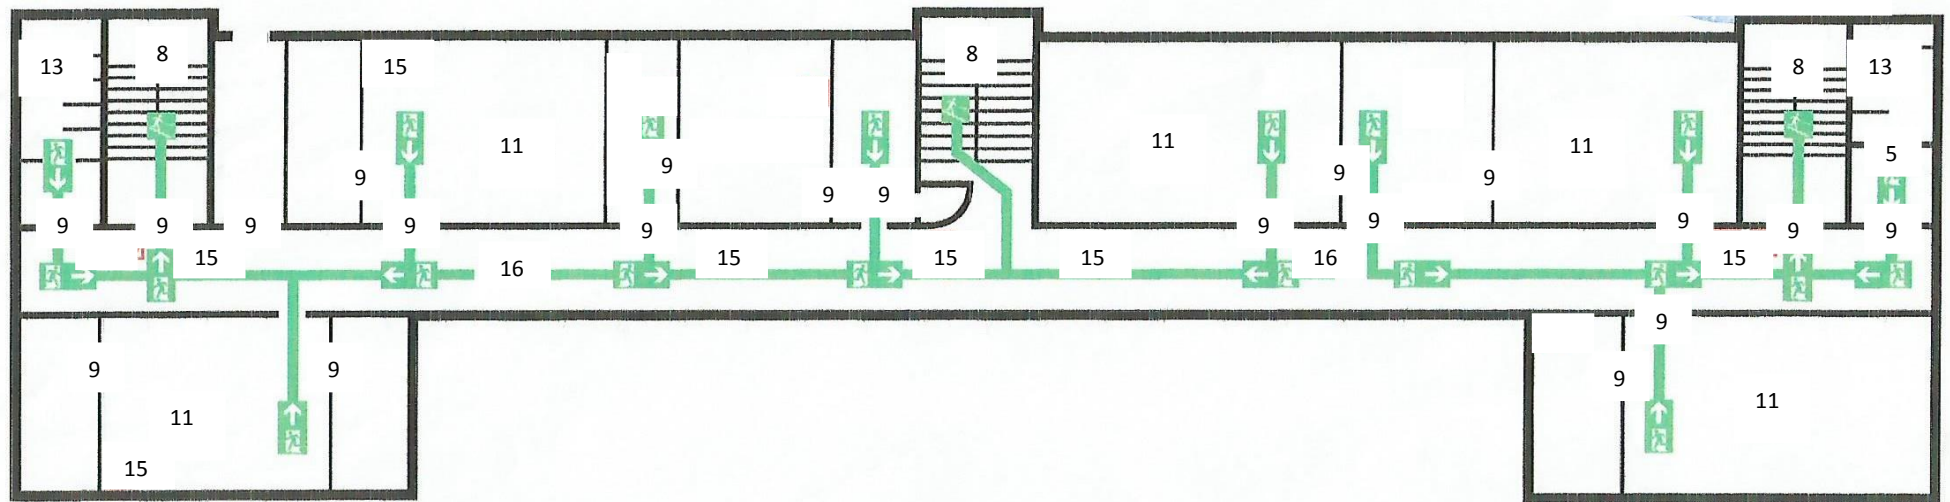 13 8 15 8 8 13
11 11 11 5
9 9 9 9 9 9 9
9 9 9 9 9 9 9 9 9 9
15 16 15 15 15 16 15
9 9 9 9
11 11
15